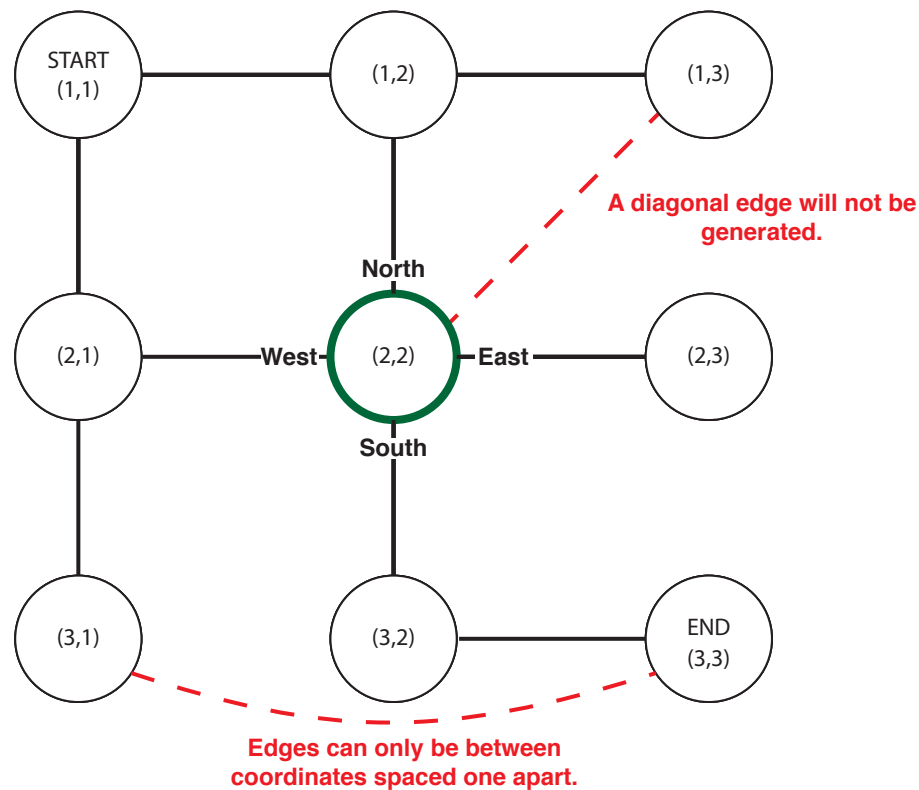 START
(1,1)
(1,2)
(1,3)
A diagonal edge will not be
generated.
North
(2,1)
West
(2,2)
East
(2,3)
South
(3,1)
(3,2)
END
(3,3)
Edges can only be between
coordinates spaced one apart.